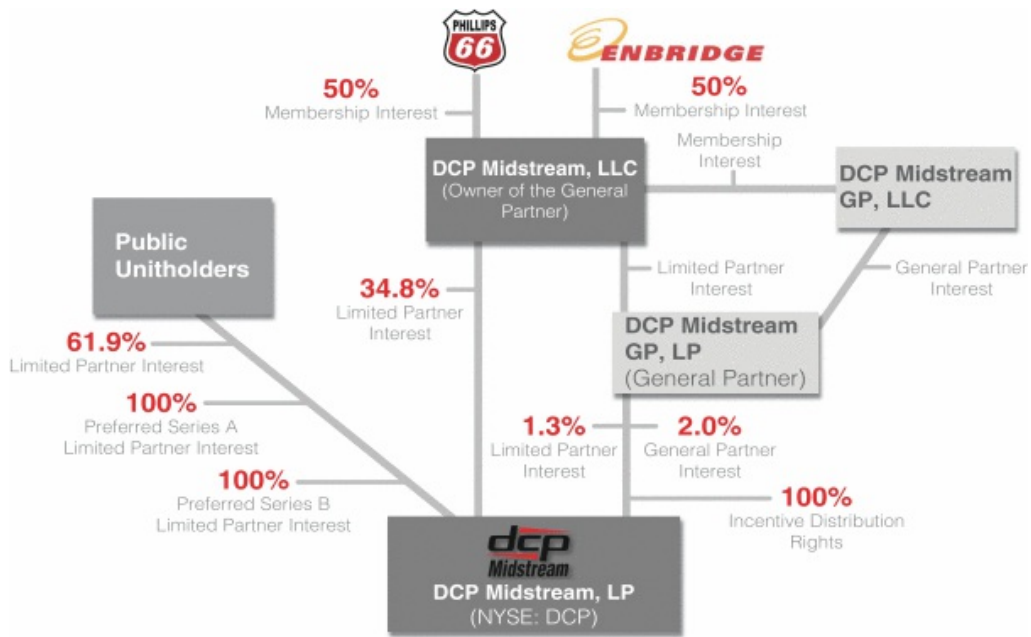 PHILLIPS
66
ENBRIDGE
50%
Membership Interest
50%
Membership Interest
Membership
Interest
DCP Midstream, LLC
(Owner of the General
Partner)
DCP Midstream
GP, LLC
Public
Unitholders
34.8%
Limited Partner
Interest
Limited Partner
Interest
General Partner
Interest
DCP Midstream
GP, LP
(General Partner)
61.9%
Limited Partner Interest
100%
Preferred Series A
Limited Partner Interest
1.3%
Limited Partner
Interest
2.0%
General Partner
Interest
100%
Preferred Series B
Limited Partner Interest
100%
Incentive Distribution
Rights
dcp
Midstream
DCP Midstream, LP
(NYSE: DCP)